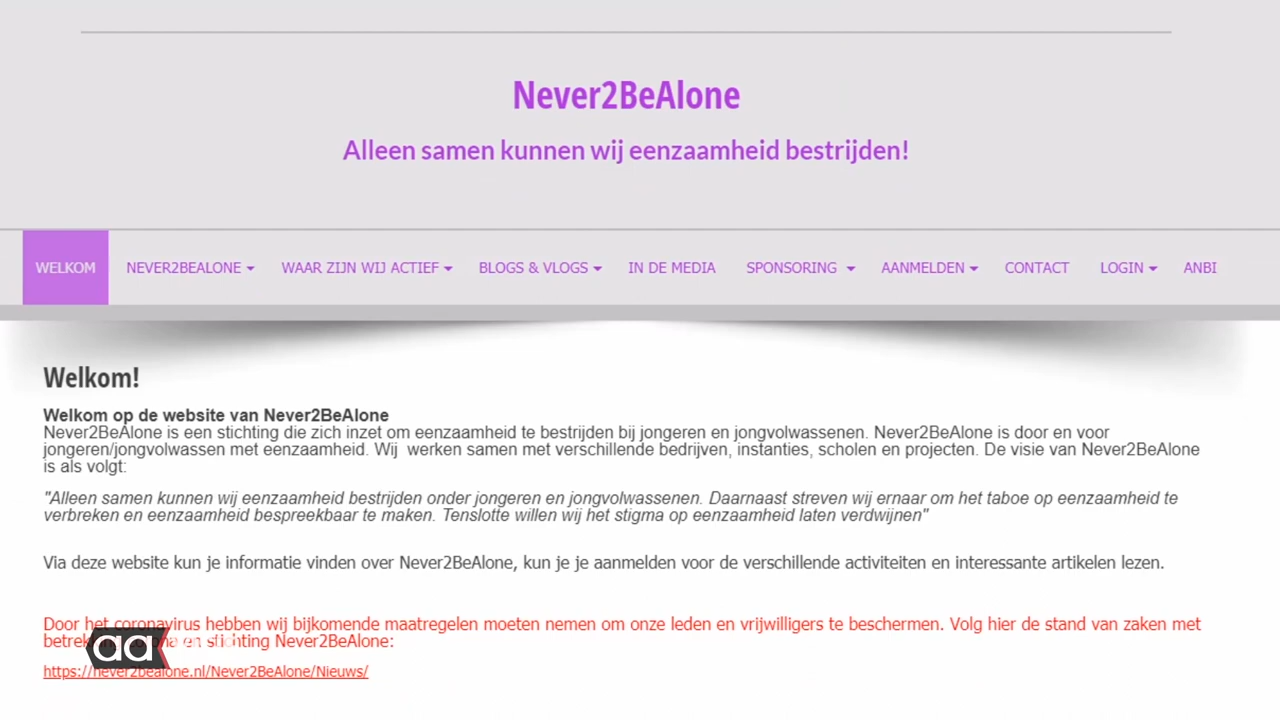 Never2BeAlone
Alleen samen kunnen wij eenzaamheid bestrijden!
WELKOM NEVER2BEALONE WAAR ZIJN WIJ ACTIEF BLOGS & VLOGS IN DE MEDIA SPONSORING AANMELDEN CONTACT LOGIN ANBI
Welkom!
Welkom op de website van Never2BeAlone
Never2BeAlone is een stichting die zich inzet om eenzaamheid te bestrijden bij jongeren en jongvolwassenen. Never2BeAlone is door en voor
jongeren/jongvolwassen met eenzaamheid. Wij werken samen met verschillende bedrijven, instanties, scholen en projecten. De visie van Never2BeAlone
is als volgt:
"Alleen samen kunnen wij eenzaamheid bestrijden onder jongeren en jongvolwassenen. Daarnaast streven wij ernaar om het taboe op eenzaamheid te
verbreken en eenzaamheid bespreekbaar te maken. Tenslotte willen wij het stigma op eenzaamheid laten verdwijnen"
Via deze website kun je informatie vinden over Never2BeAlone, kun je je aanmelden voor de verschillende activiteiten en interessante artikelen lezen.
Door het coronavirus hebben wij bijkomende maatregelen moeten nemen om onze leden en vrijwilligers te beschermen. Volg hier de stand van zaken met
Never2BeAlone:
aa
https://never2bealone.nl/Never2BeAlone/Nieuws/